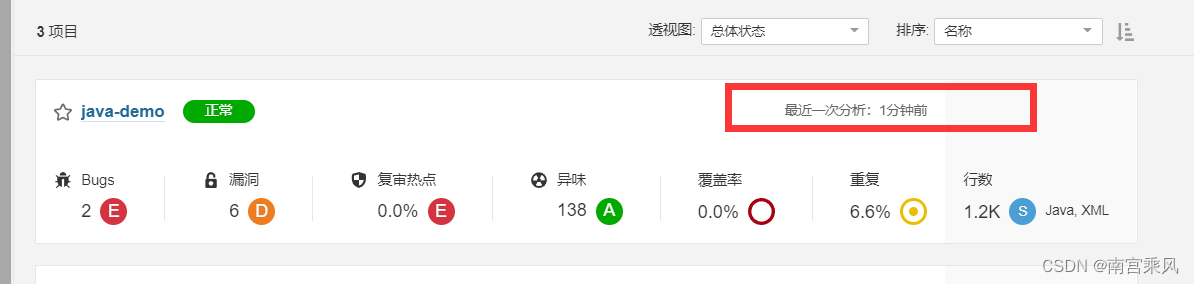 3 项目 透视图: 总体状态 排序: 名称
java-demo 正常 最近一次分析：1分钟前
Bugs 漏洞 复审热点 异味 覆盖率 重复 行数
2 E 6 D 0.0% E 138 A 0.0% 6.6% 1.2K S Java, XML
CSDN @南宫乘风